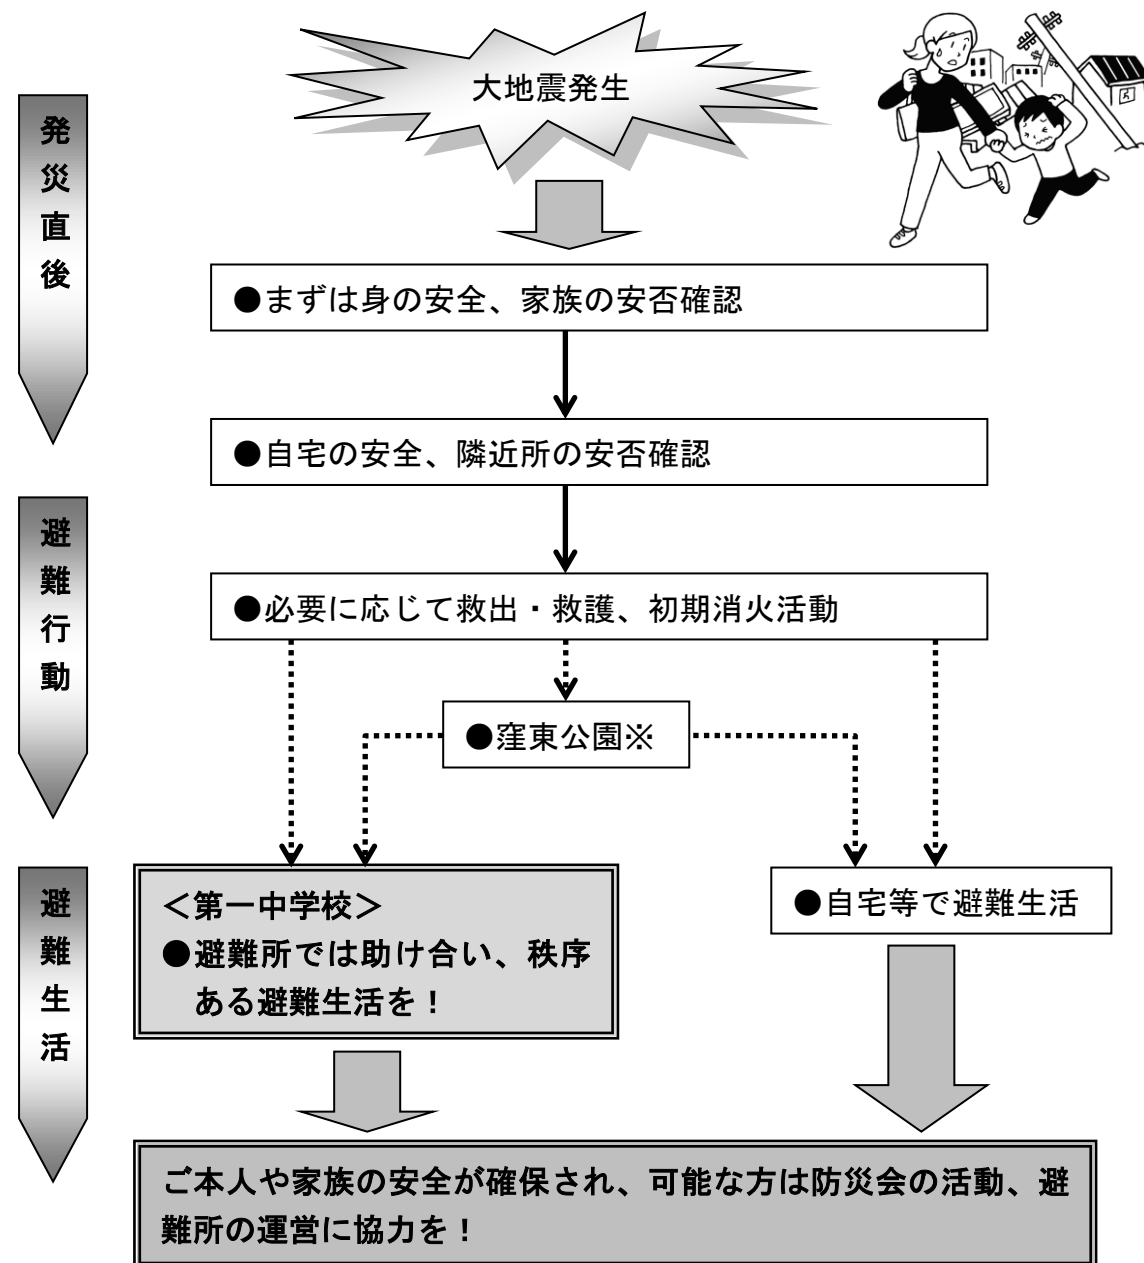 大地震発生
発災直後
●まずは身の安全、家族の安否確認
●自宅の安全、隣近所の安否確認
避難行動
●必要に応じて救出・救護、初期消火活動
●窪東公園※
避難生活
＜第一中学校＞
●避難所では助け合い、秩序
ある避難生活を！
●自宅等で避難生活
ご本人や家族の安全が確保され、可能な方は防災会の活動、避
難所の運営に協力を！